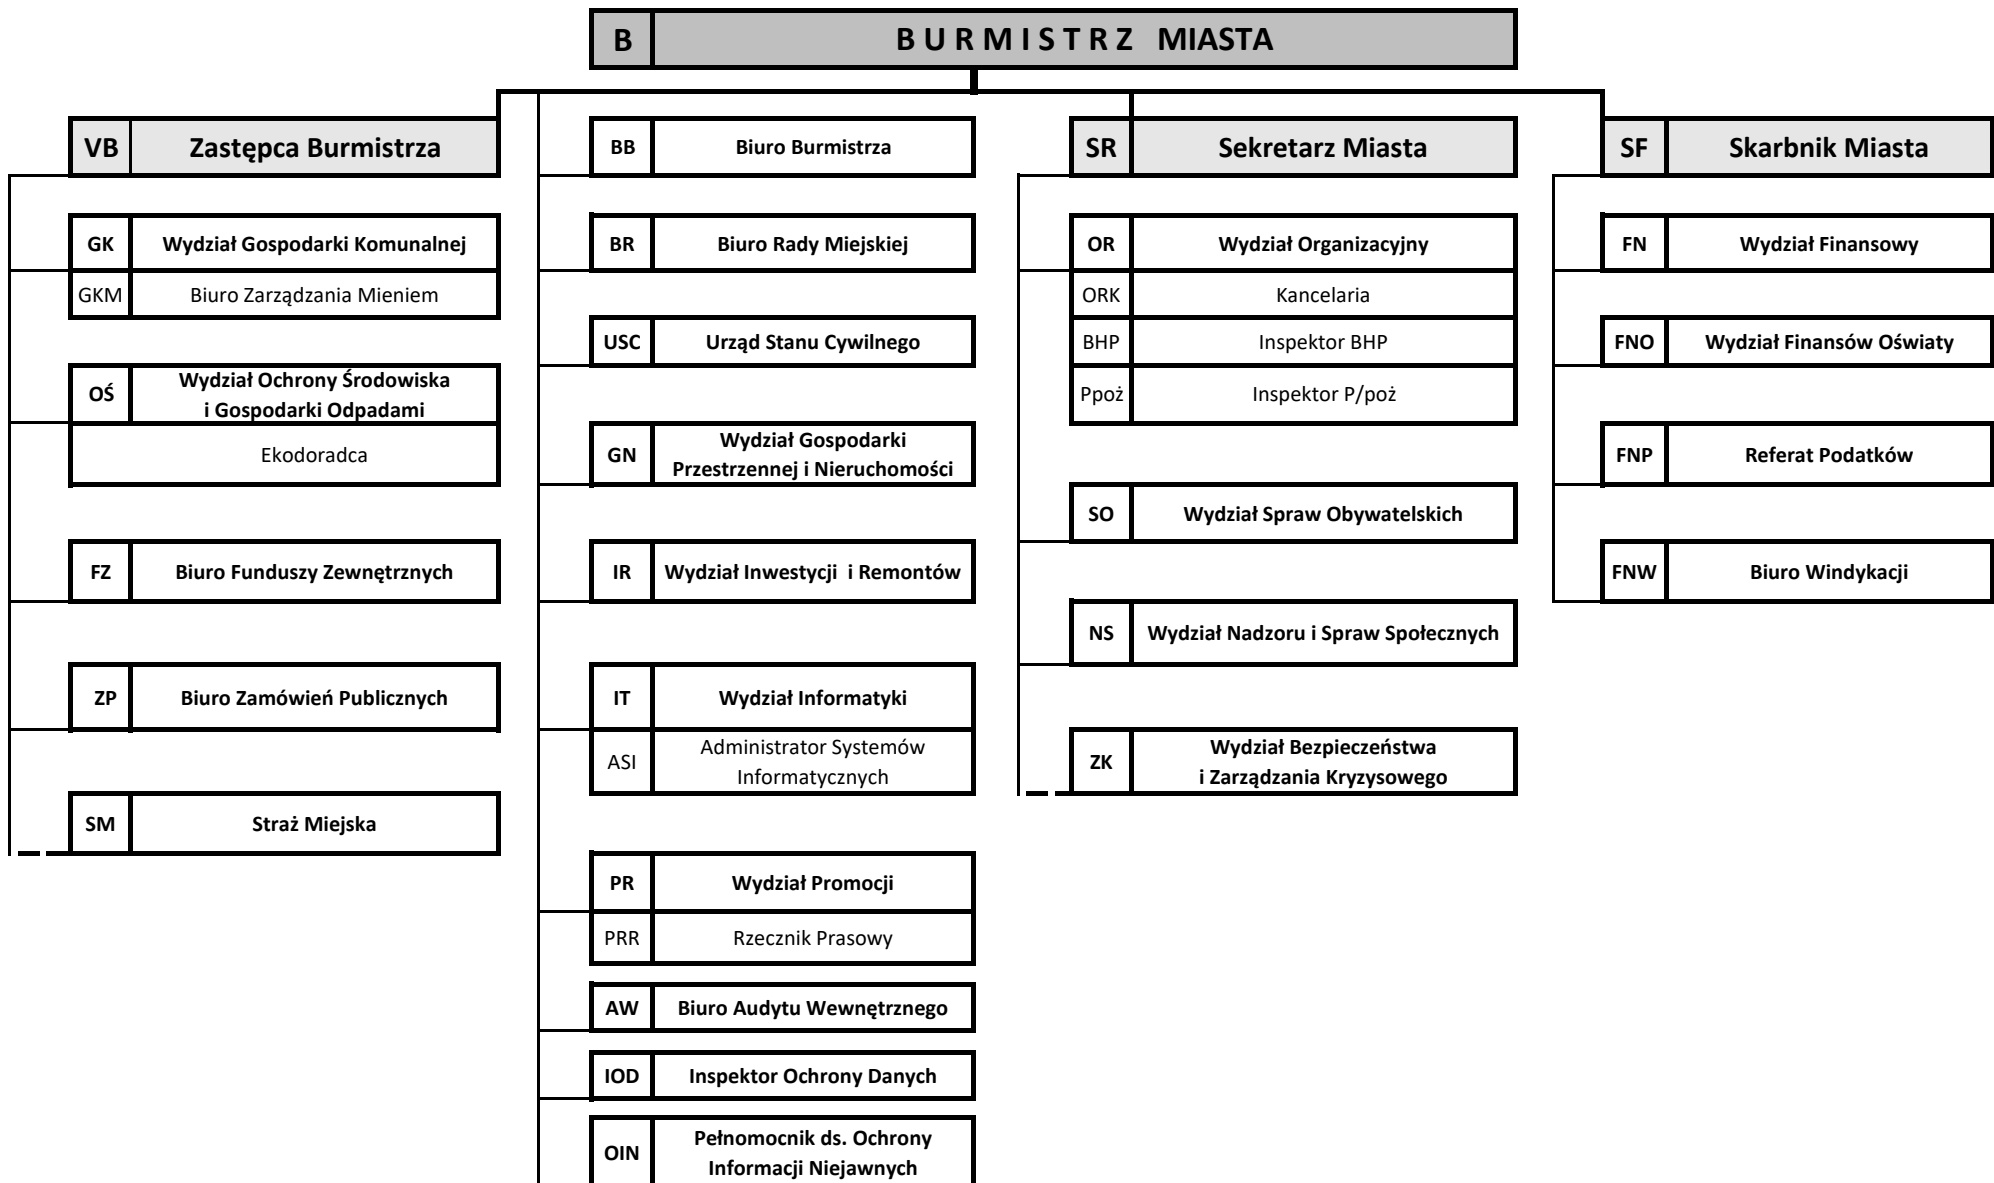 B BURMISTRZ MIASTA
VB Zastępca Burmistrza
GK Wydział Gospodarki Komunalnej
GKM Biuro Zarządzania Mieniem
OŚ Wydział Ochrony Środowiska
i Gospodarki Odpadami
Ekodoradca
FZ Biuro Funduszy Zewnętrznych
ZP Biuro Zamówień Publicznych
SM Straż Miejska
BB Biuro Burmistrza
BR Biuro Rady Miejskiej
USC Urząd Stanu Cywilnego
GN Wydział Gospodarki
Przestrzennej i Nieruchomości
IR Wydział Inwestycji i Remontów
IT Wydział Informatyki
ASI Administrator Systemów
Informatycznych
PR Wydział Promocji
PRR Rzecznik Prasowy
AW Biuro Audytu Wewnętrznego
IOD Inspektor Ochrony Danych
OIN Pełnomocnik ds. Ochrony
Informacji Niejawnych
SR Sekretarz Miasta
OR Wydział Organizacyjny
ORK Kancelaria
BHP Inspektor BHP
Ppoż Inspektor P/poż
SO Wydział Spraw Obywatelskich
NS Wydział Nadzoru i Spraw Społecznych
ZK Wydział Bezpieczeństwa
i Zarządzania Kryzysowego
SF Skarbnik Miasta
FN Wydział Finansowy
FNO Wydział Finansów Oświaty
FNP Referat Podatków
FNW Biuro Windykacji